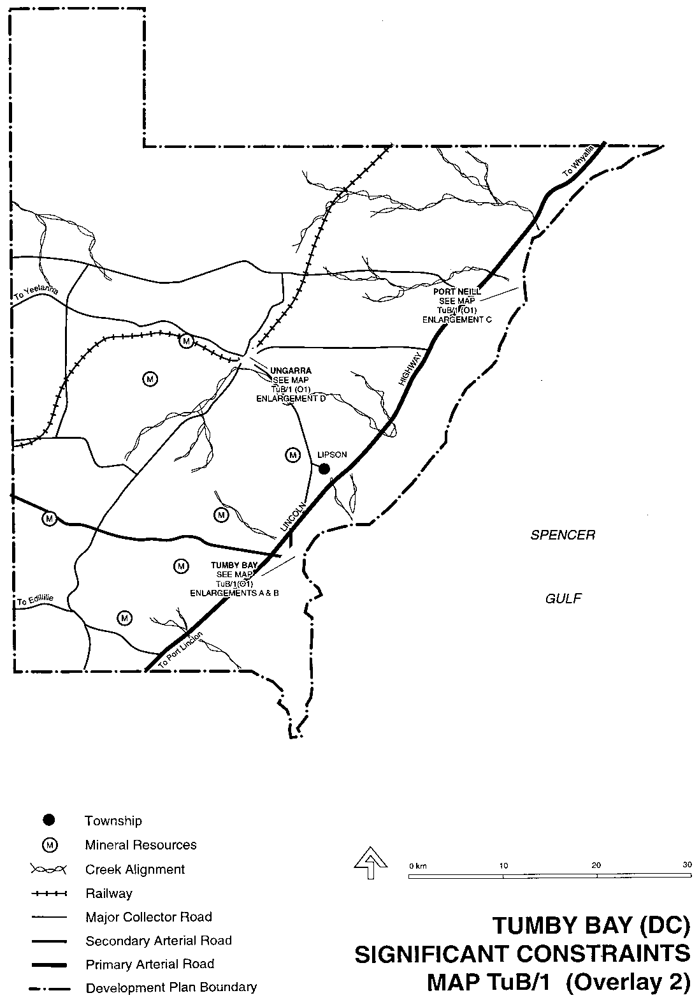 To Whyalla
To Yeelanna
PORT NEILL
SEE MAP
TuB/1 (O1)
ENLARGEMENT C
M
HIGHWAY
UNGARRA
SEE MAP
TuB/1 (O1)
ENLARGEMENT D
M
M
LIPSON
M
M
LINCOLN
SPENCER
GULF
M
TUMBY BAY
SEE MAP
TuB/1(O1)
ENLARGEMENTS A & B
To Edillilie
M
To Port Lincoln
Township
M Mineral Resources
Creek Alignment
Railway
Major Collector Road
Secondary Arterial Road
Primary Arterial Road
Development Plan Boundary
0 km 10 20 30
TUMBY BAY (DC)
SIGNIFICANT CONSTRAINTS
MAP TuB/1 (Overlay 2)